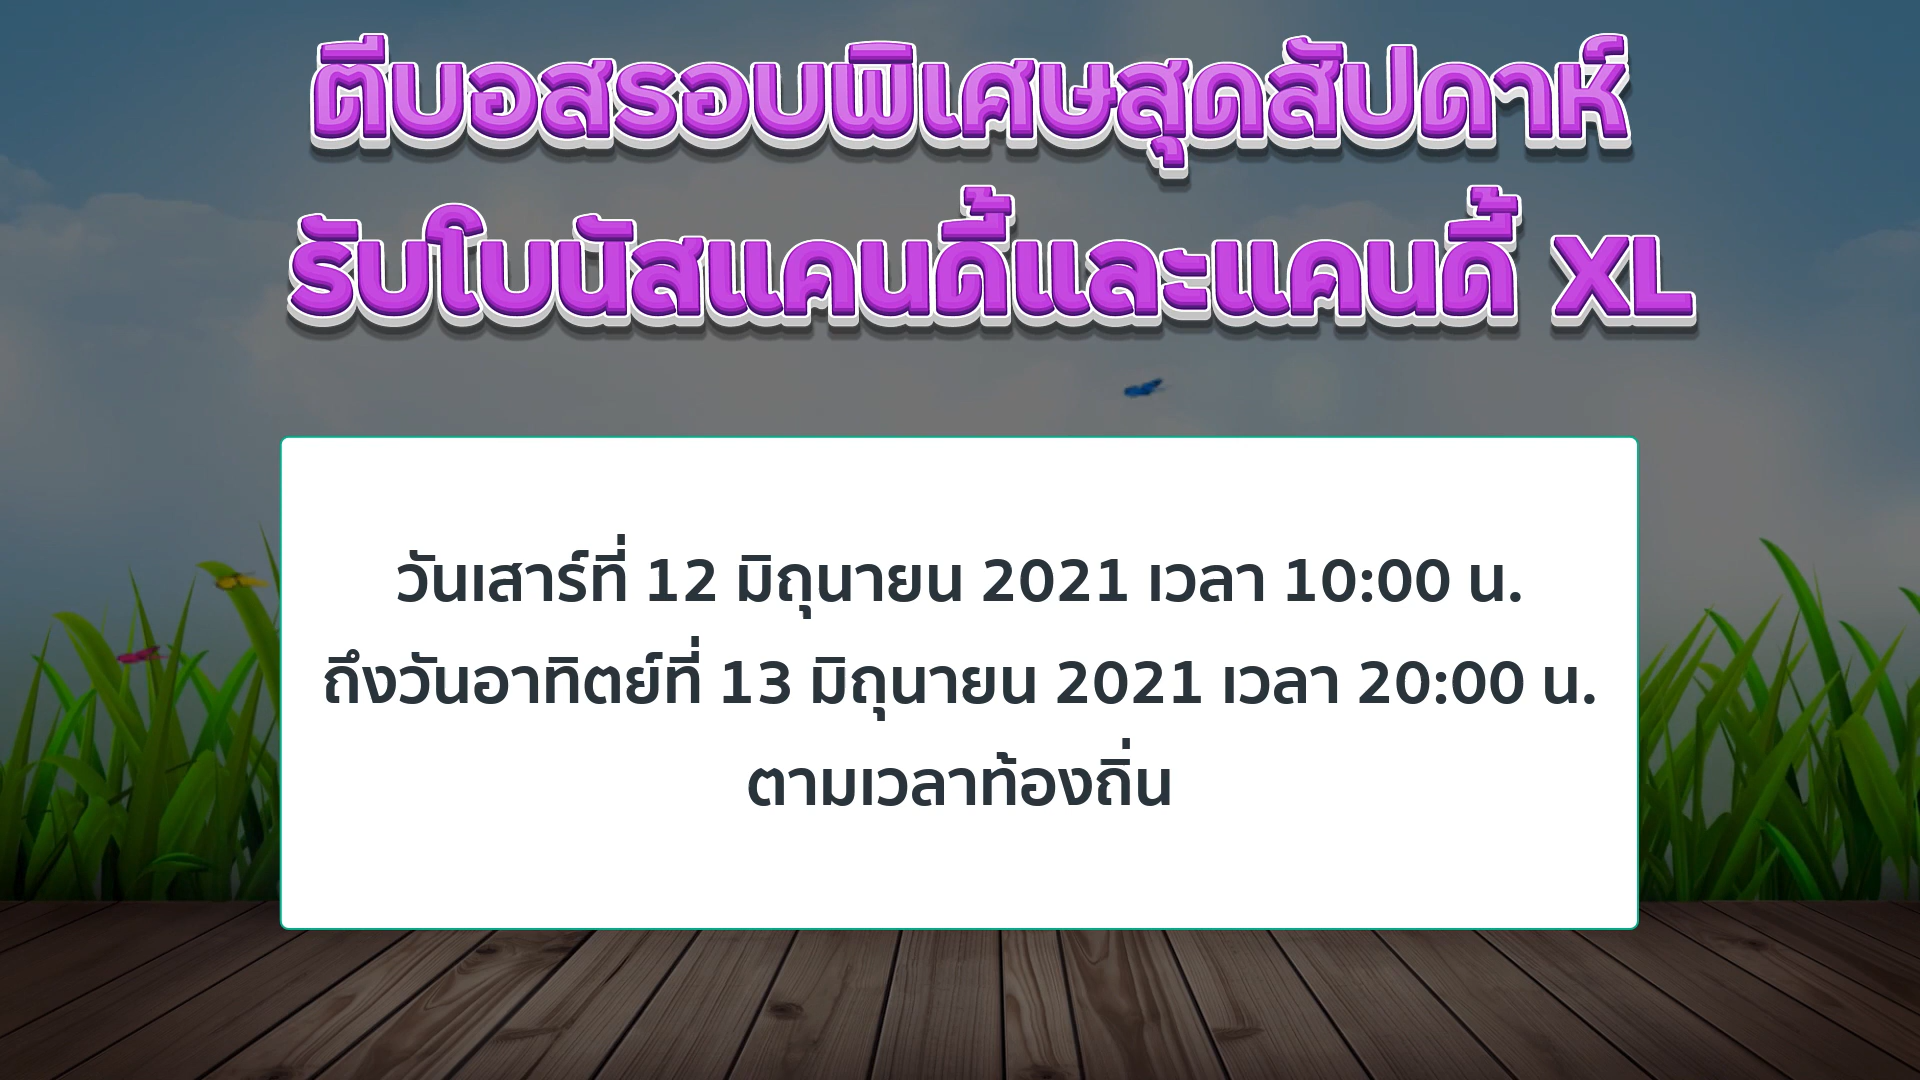 ตีบอสรอบพิเศษสุดสัปดาห์
รับโบนัสแคนดี้และแคนดี้ XL
วันเสาร์ที่ 12 มิถุนายน 2021 เวลา 10:00 น.
ถึงวันอาทิตย์ที่ 13 มิถุนายน 2021 เวลา 20:00 น.
ตามเวลาท้องถิ่น